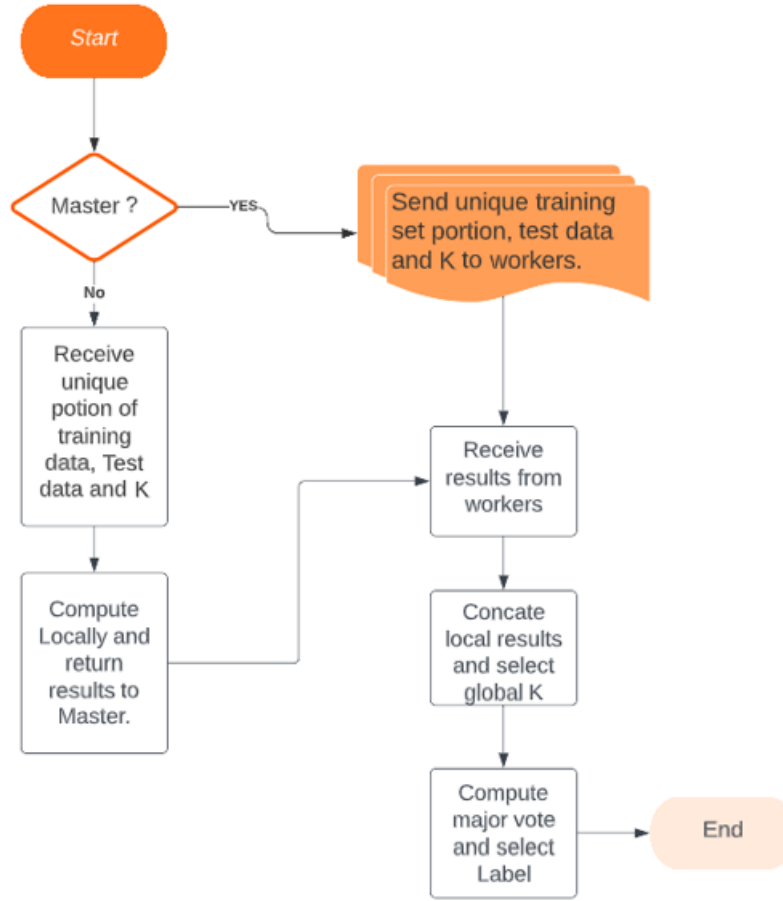 Start
Master ?
YES
Send unique training
set portion, test data
and K to workers.
No
Receive
unique
potion of
training
data, Test
data and K
Receive
results from
workers
Compute
Locally and
return
results to
Master.
Concate
local results
and select
global K
Compute
major vote
and select
Label
End